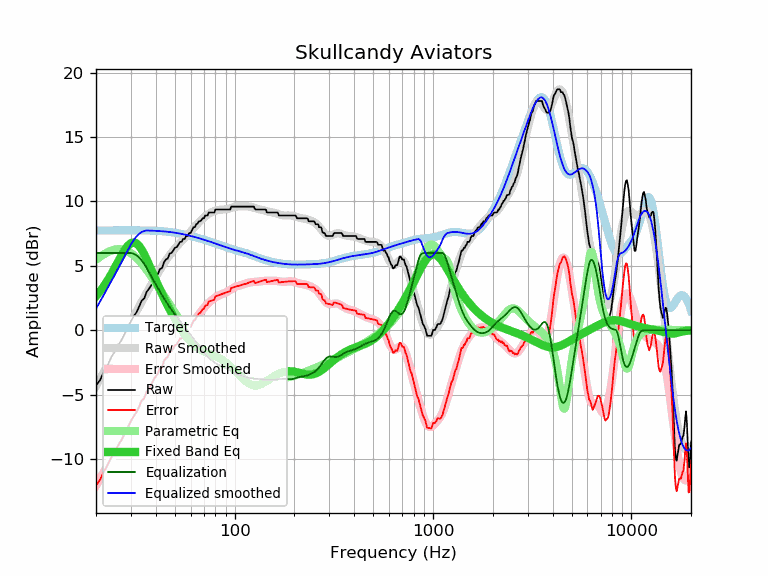 Skullcandy Aviators
20
15
10
5
0
−5
−10
Amplitude (dBr)
Target
Raw Smoothed
Error Smoothed
Raw
Error
Parametric Eq
Fixed Band Eq
Equalization
Equalized smoothed
100
1000
10000
Frequency (Hz)